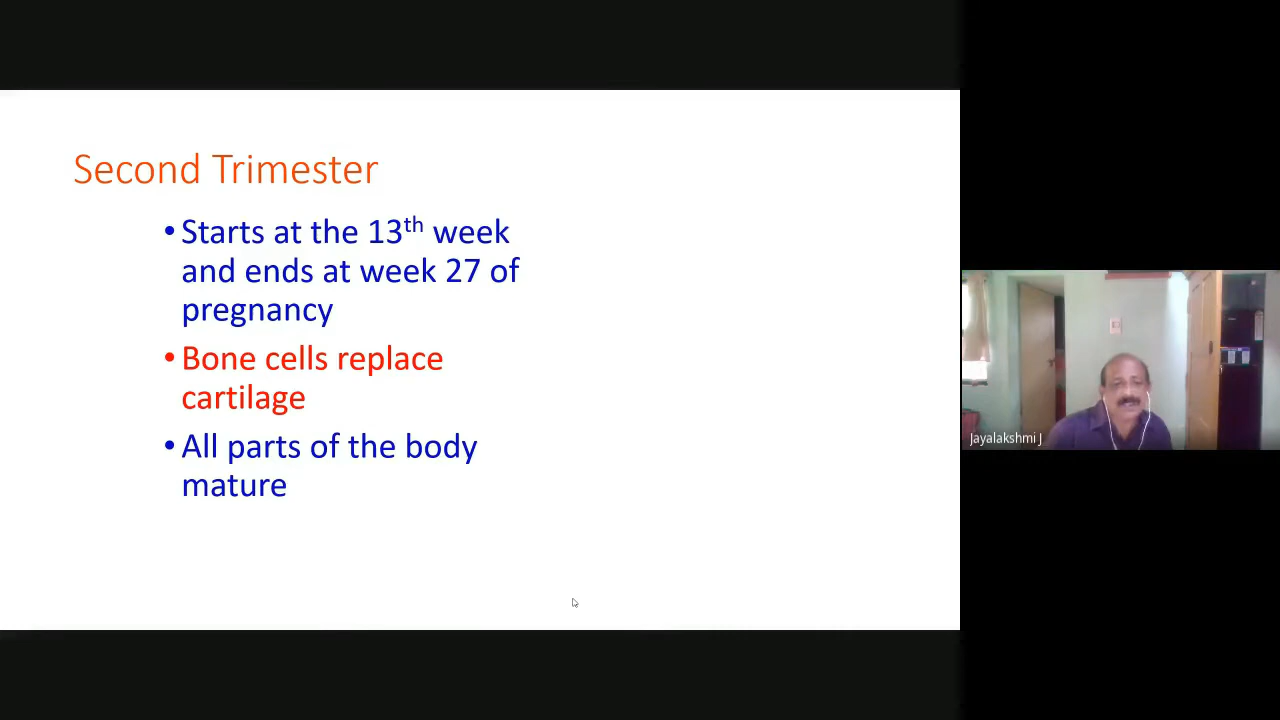 Second Trimester
• Starts at the 13th week
and ends at week 27 of
pregnancy
• Bone cells replace
cartilage
• All parts of the body
mature
Jayalakshmi J